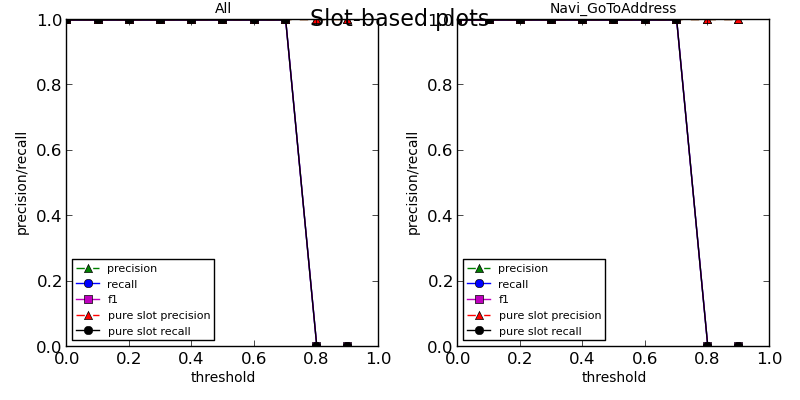 Slot-based plots
All
1.0
0.8
0.6
0.4
0.2
0.0
precision/recall
precision
recall
f1
pure slot precision
pure slot recall
0.0 0.2 0.4 0.6 0.8 1.0
threshold
Navi_GoToAddress
1.0
0.8
0.6
0.4
0.2
0.0
precision/recall
precision
recall
f1
pure slot precision
pure slot recall
0.0 0.2 0.4 0.6 0.8 1.0
threshold